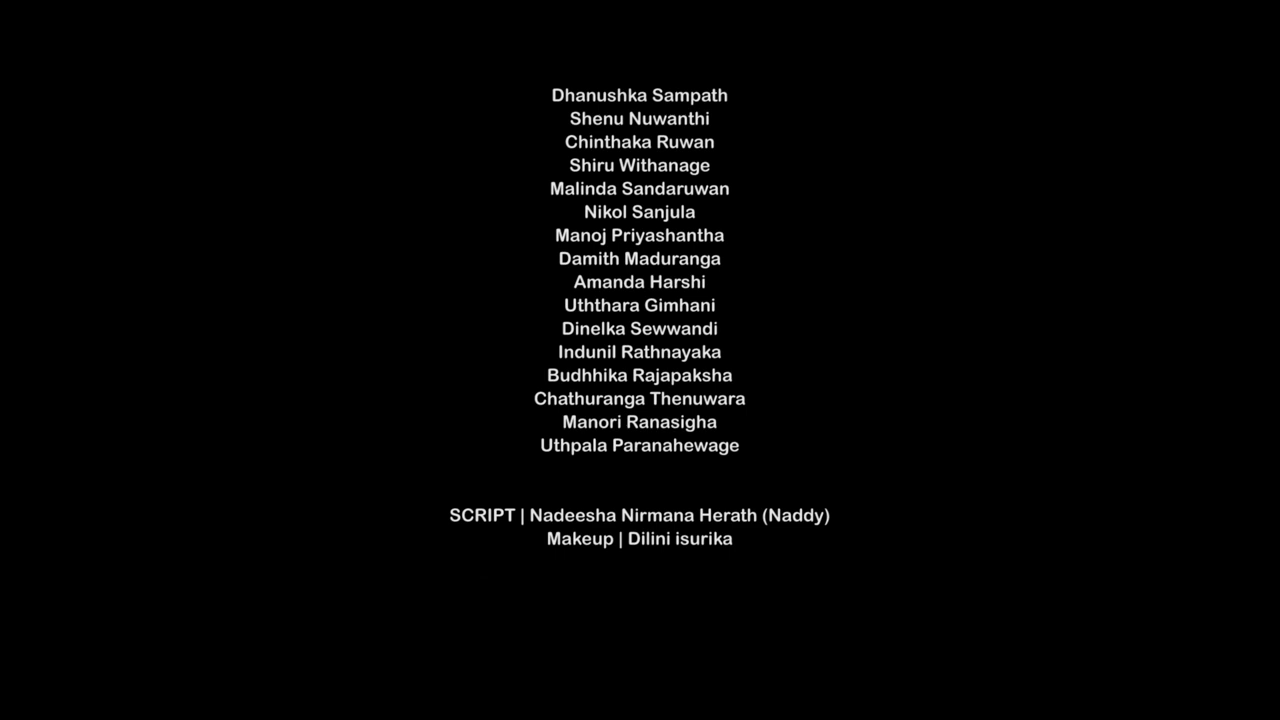 Dhanushka Sampath
Shenu Nuwanthi
Chinthaka Ruwan
Shiru Withanage
Malinda Sandaruwan
Nikol Sanjula
Manoj Priyashantha
Damith Maduranga
Amanda Harshi
Uththara Gimhani
Dinelka Sewwandi
Indunil Rathnayaka
Budhhika Rajapaksha
Chathuranga Thenuwara
Manori Ranasigha
Uthpala Paranahewage
SCRIPT | Nadeesha Nirmana Herath (Naddy)
Makeup | Dilini isurika